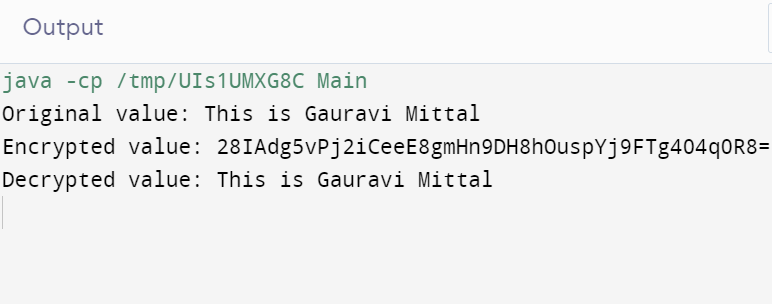 Output
java -cp /tmp/UIs1UMXG8C Main
Original value: This is Gauravi Mittal
Encrypted value: 28IAdg5vPj2iCeeE8gmHn9DH8hOuspYj9FTg404q0R8=
Decrypted value: This is Gauravi Mittal